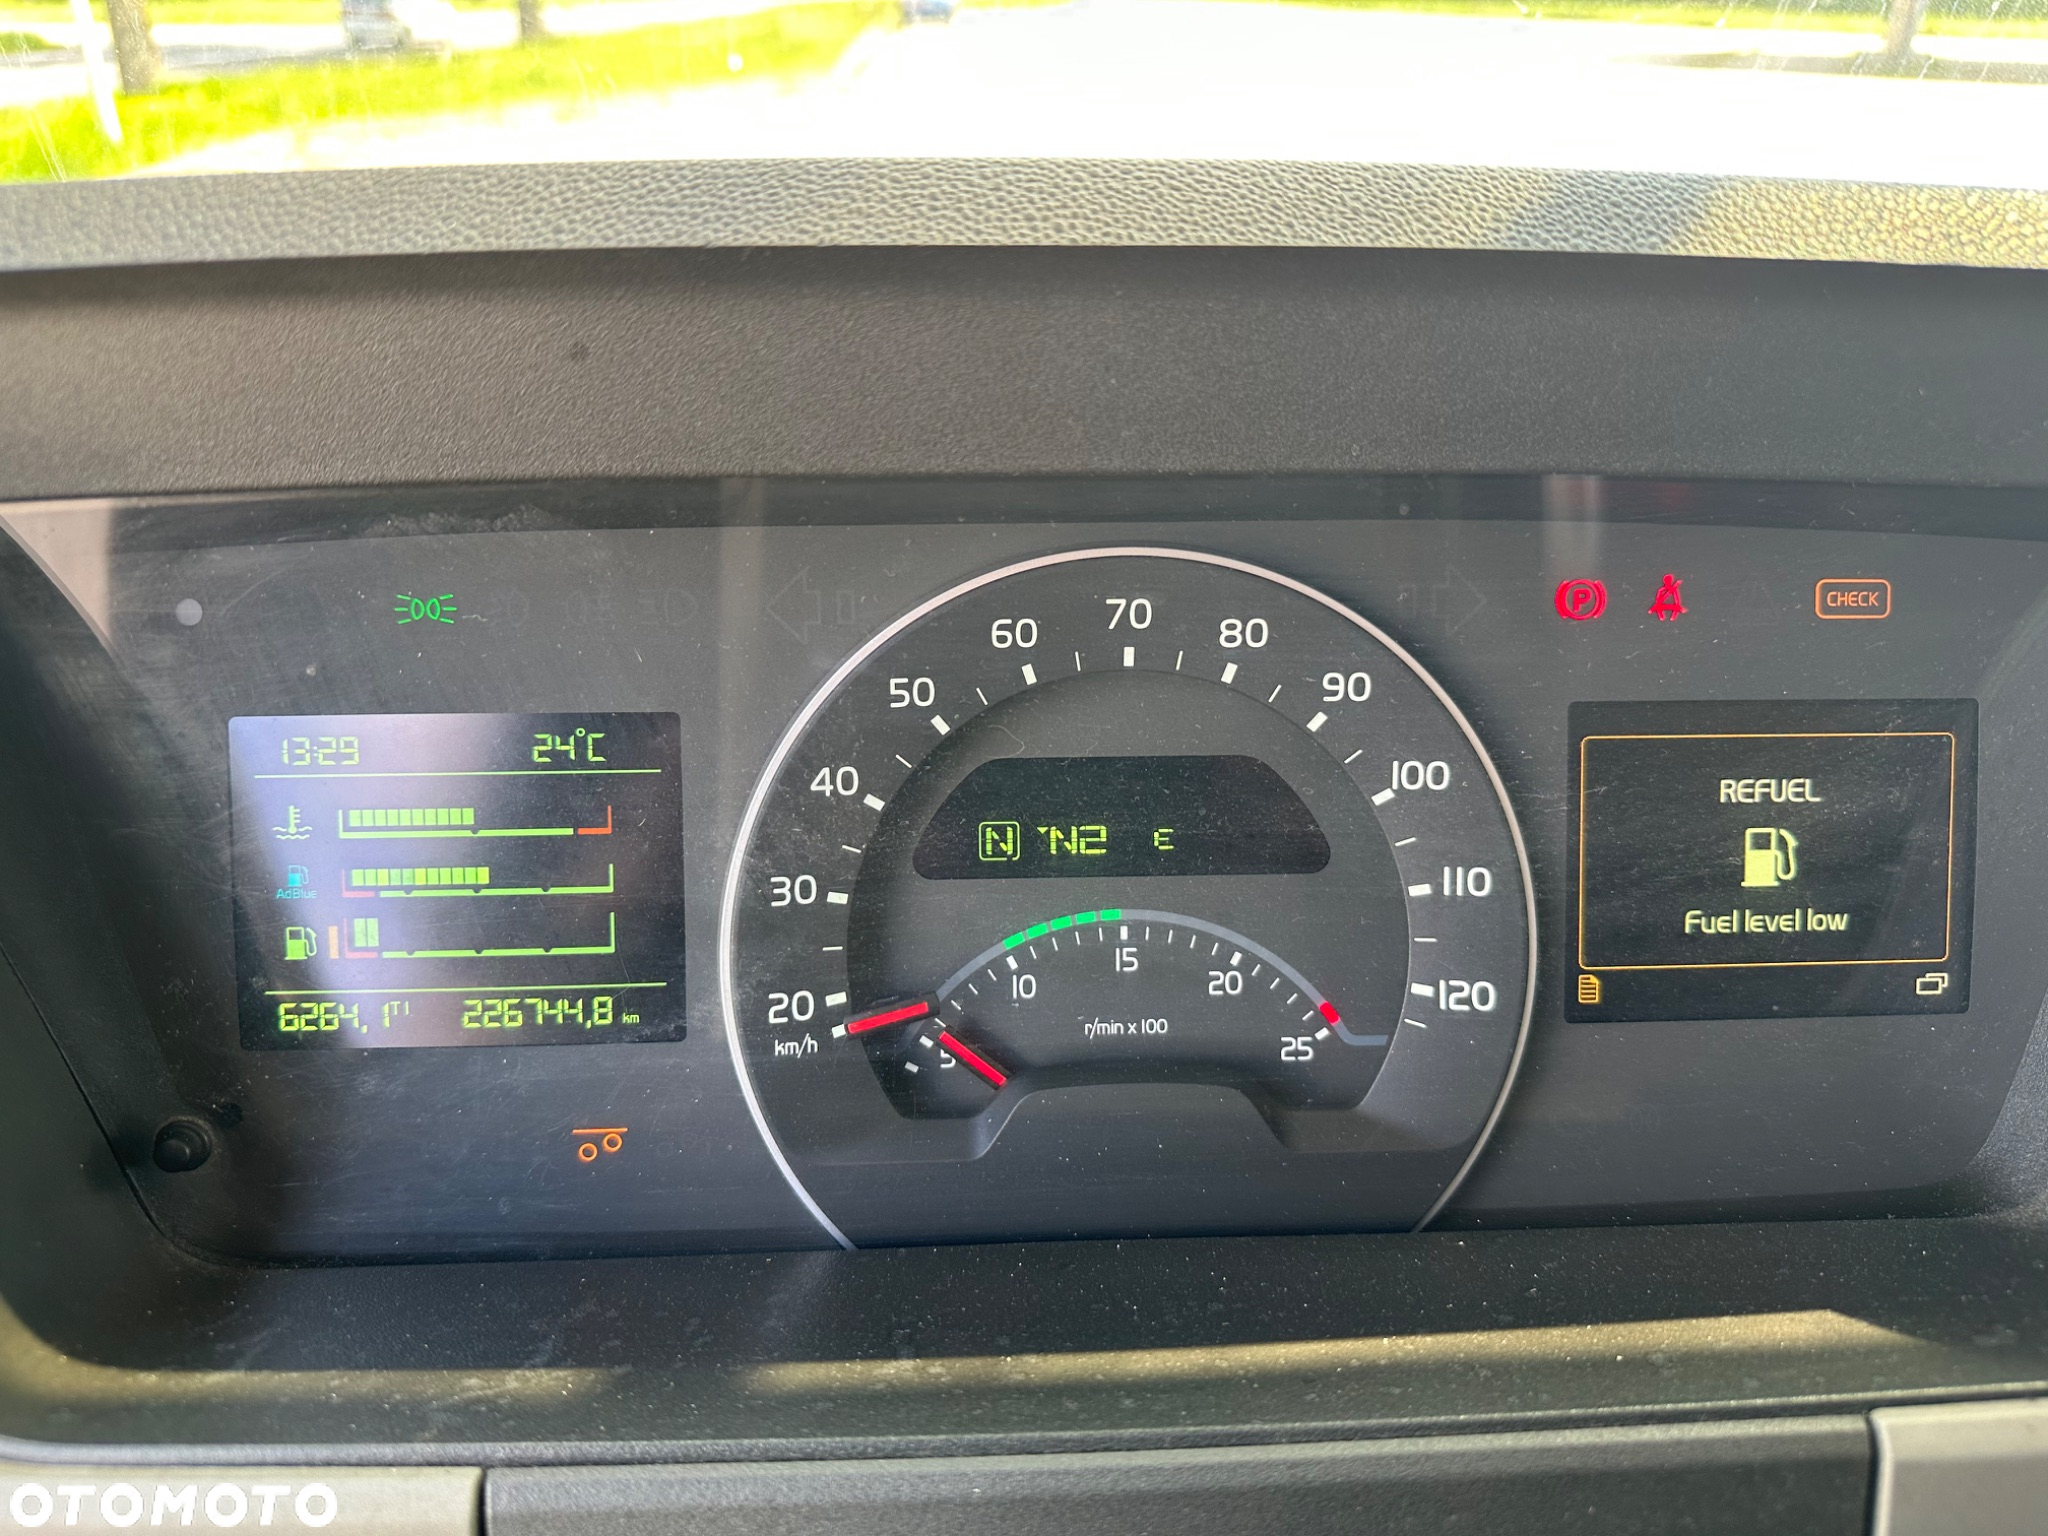 13:29 24°C
AdBlue
6264,1 T1 226744,8 km
20 30 40 50 60 70 80 90 100 110 120
km/h
N N2 E
5 10 15 20 25
r/min x 100
P
CHECK
REFUEL
Fuel level low
OTOMOTO